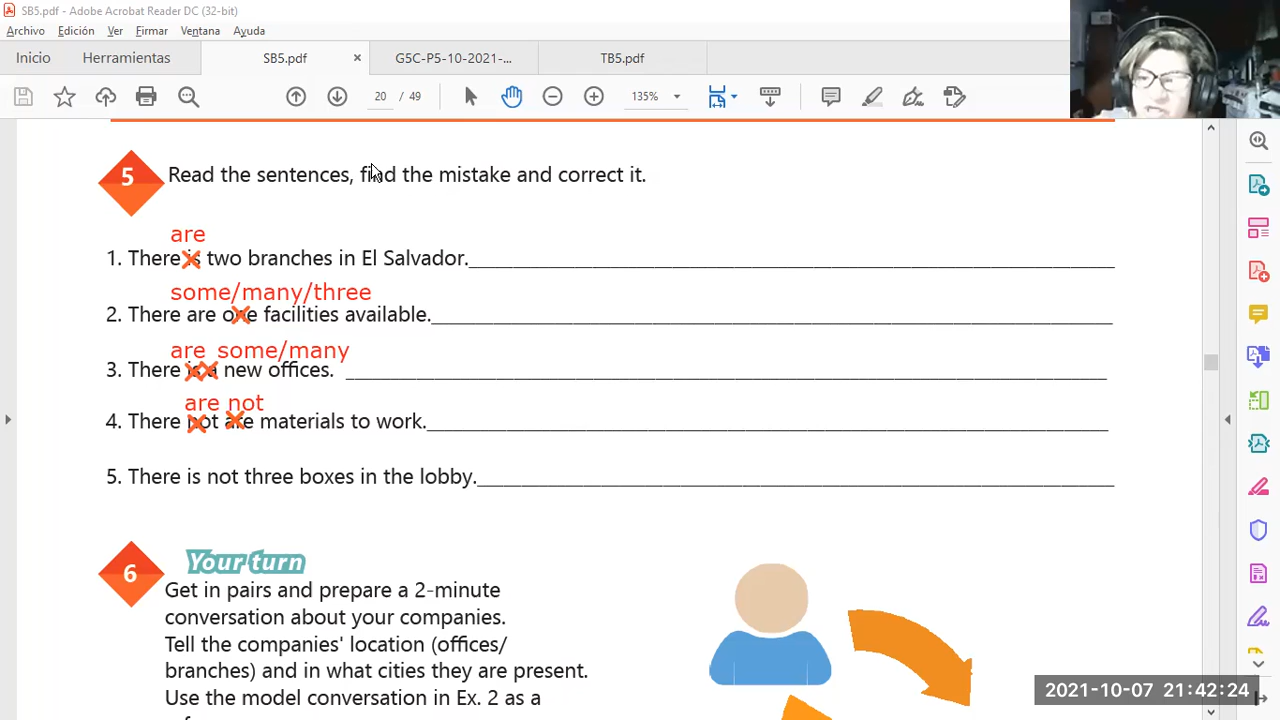 SB5.pdf - Adobe Acrobat Reader DC (32-bit)
Archivo Edición Ver Firmar Ventana Ayuda
Inicio Herramientas SB5.pdf × G5C-P5-10-2021-... TB5.pdf
20 / 49 135%
5 Read the sentences, find the mistake and correct it.
are
1. There is two branches in El Salvador.
some/many/three
2. There are one facilities available.
are some/many
3. There is a new offices.
are not
4. There not are materials to work.
5. There is not three boxes in the lobby.
6 Your turn
Get in pairs and prepare a 2-minute
conversation about your companies.
Tell the companies' location (offices/
branches) and in what cities they are present.
Use the model conversation in Ex. 2 as a
2021-10-07 21:42:24